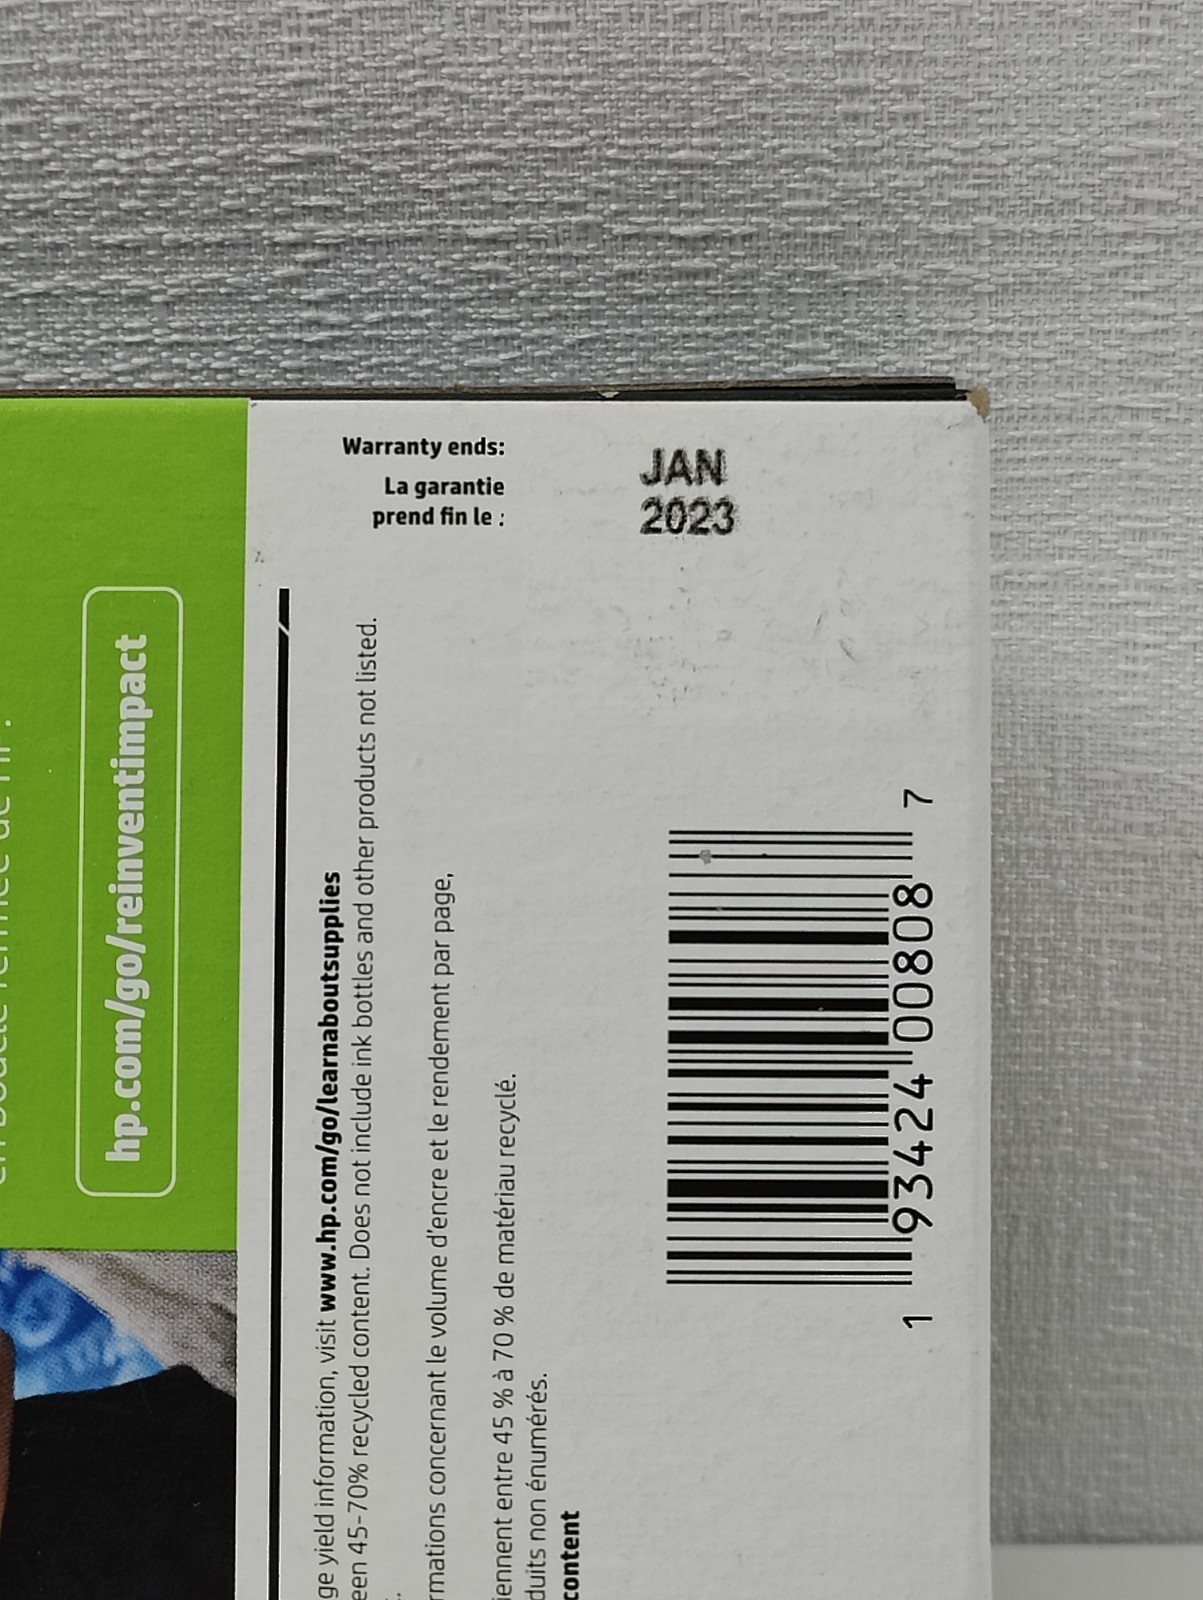 Warranty ends:
La garantie
prend fin le :
JAN
2023
hp.com/go/reinventimpact
ge yield information, visit www.hp.com/go/learnaboutsupplies
een 45-70% recycled content. Does not include ink bottles and other products not listed.
rmations concernant le volume d'encre et le rendement par page,
iennent entre 45 % à 70 % de matériau recyclé.
duits non énumérés.
content
1 93424 00808 7